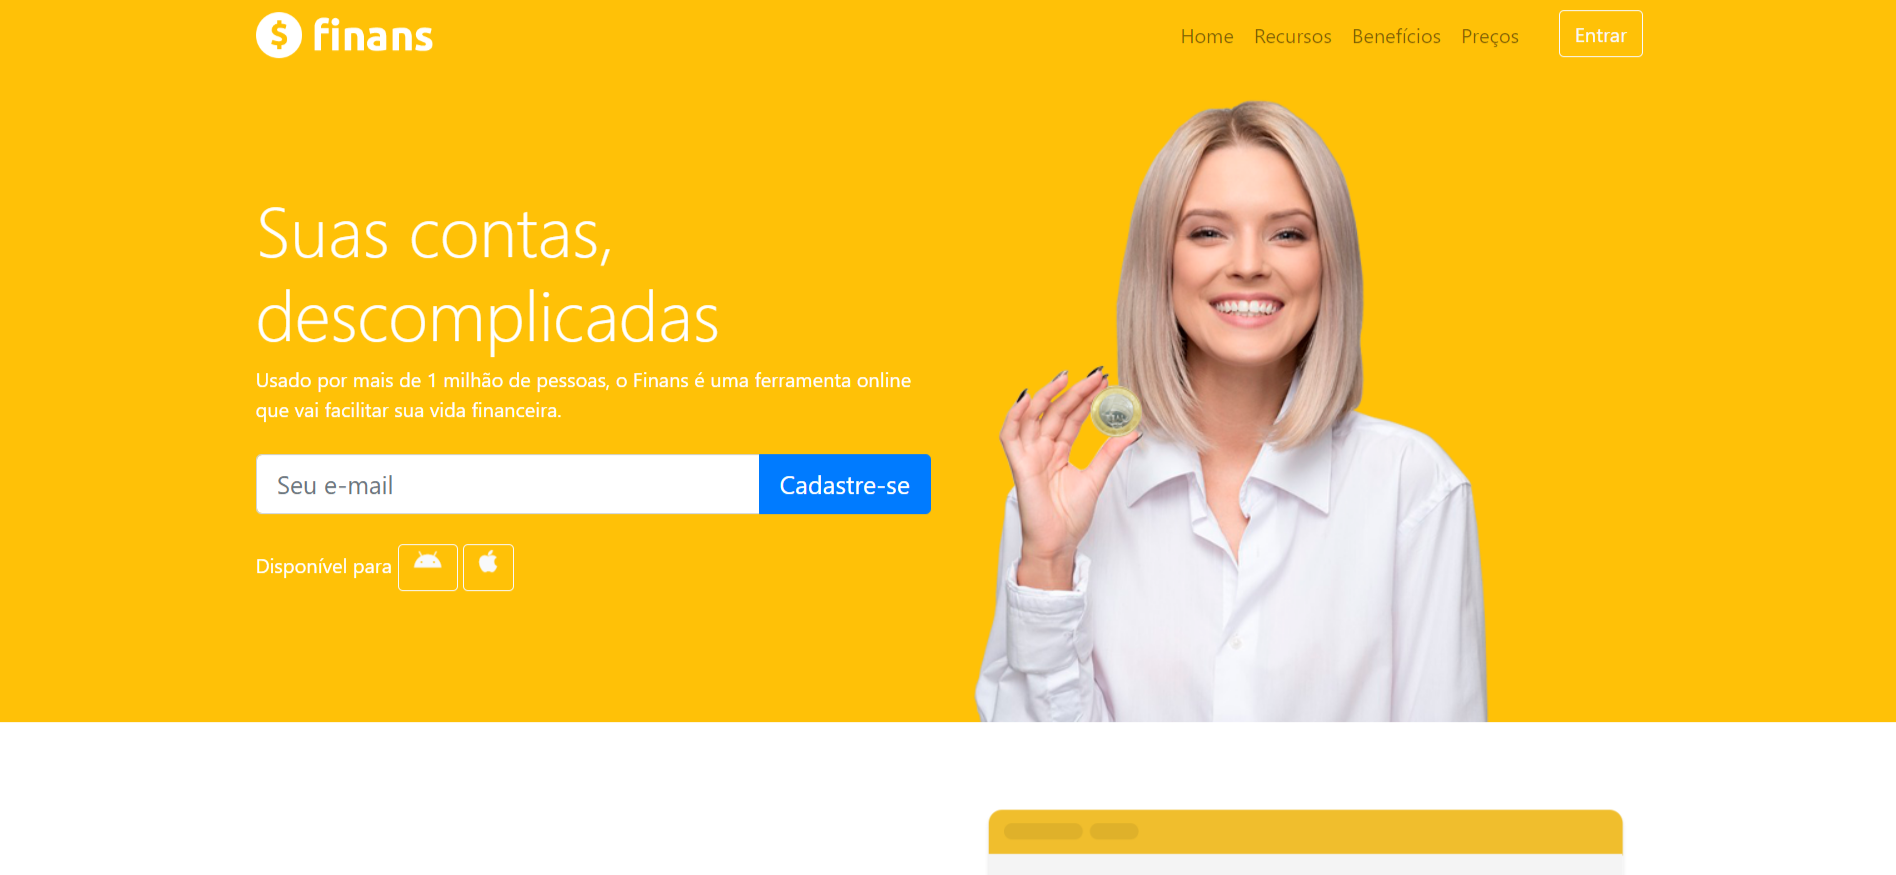 finans
Home Recursos Benefícios Preços Entrar
Suas contas,
descomplicadas
Usado por mais de 1 milhão de pessoas, o Finans é uma ferramenta online
que vai facilitar sua vida financeira.
Seu e-mail Cadastre-se
Disponível para